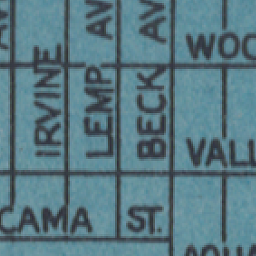 IRVINE
LEMP AV
BECK AV
WOO
VALL
CAMA ST.